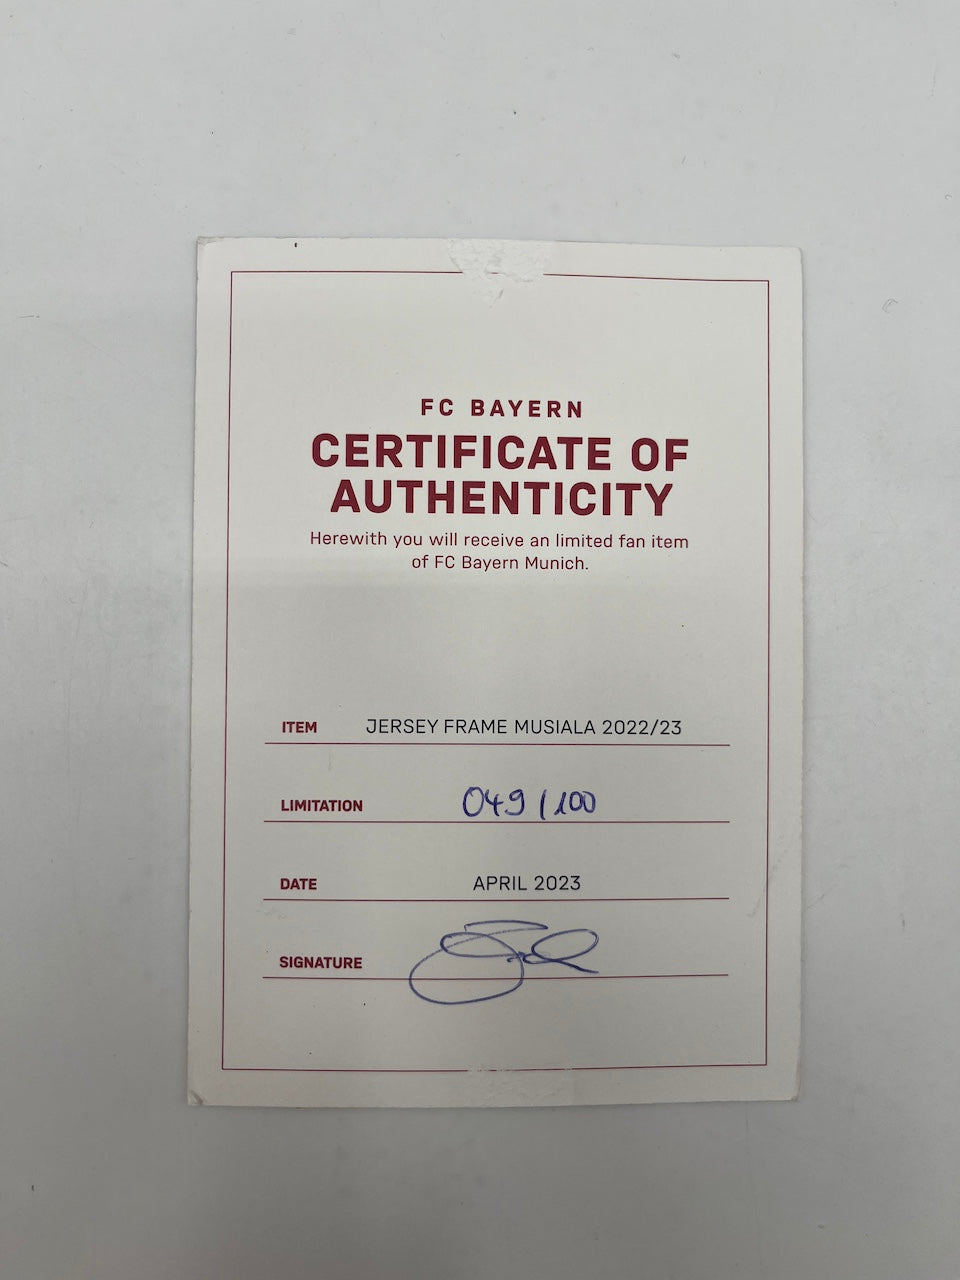 FC BAYERN
CERTIFICATE OF
AUTHENTICITY
Herewith you will receive an limited fan item
of FC Bayern Munich.
ITEM JERSEY FRAME MUSIALA 2022/23
LIMITATION 049/100
DATE APRIL 2023
SIGNATURE